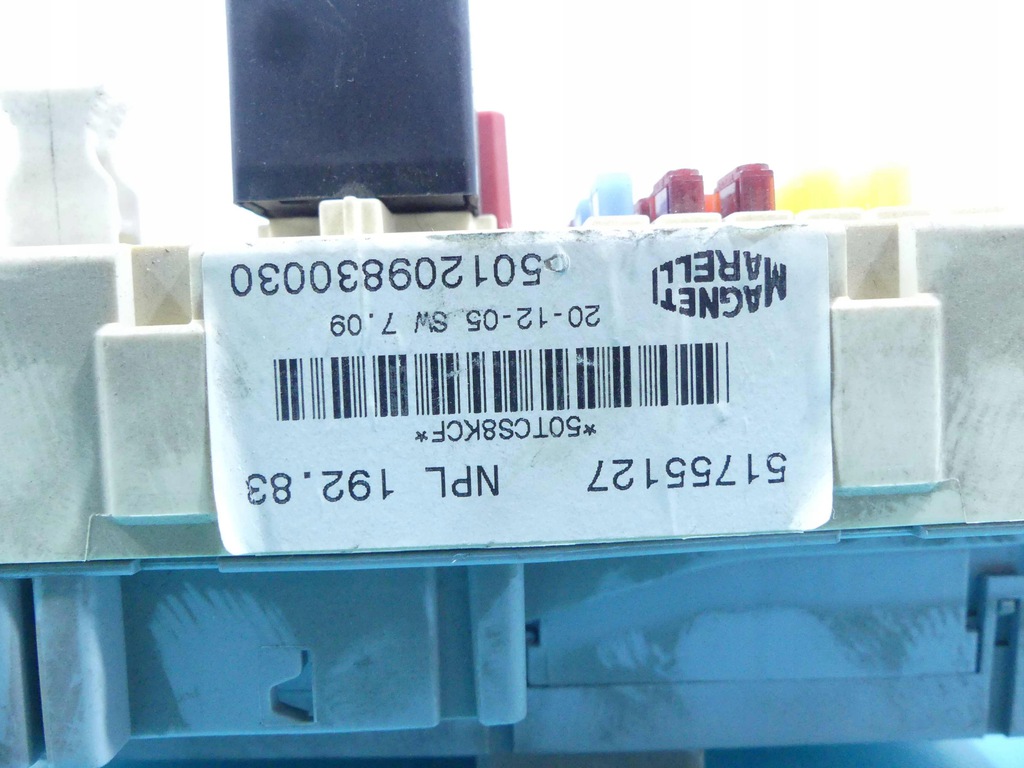 51755127 NPL 192.83
*50TCS8KCF*
20-12-05 SW 7.09
MAGNETI
MARELLI
501209830030